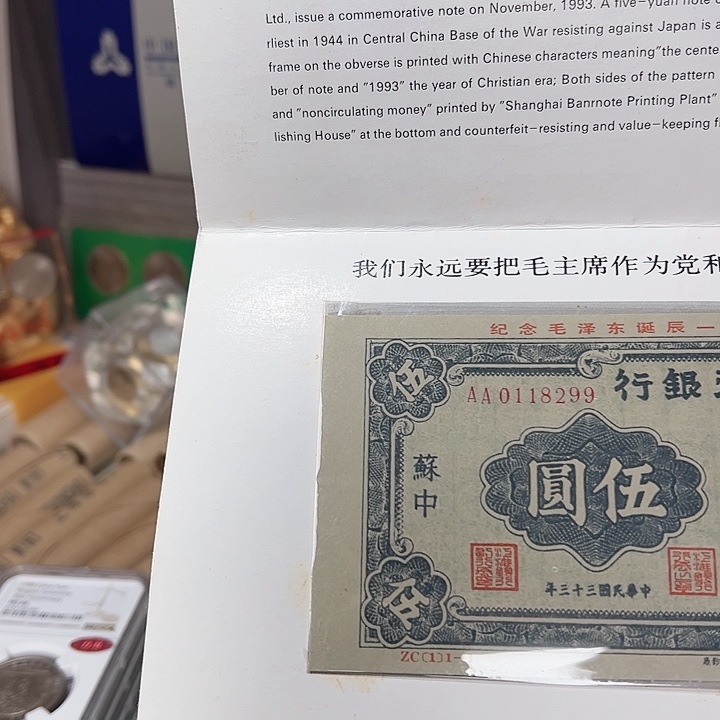 Ltd., issue a commemorative note on November, 1993. A five-yuan note
rliest in 1944 in Central China Base of the War resisting against Japan is a
frame on the obverse is printed with Chinese characters meaning"the cente
ber of note and "1993" the year of Christian era; Both sides of the pattern
and "noncirculating money" printed by "Shanghai Banrnote Printing Plant"
lishing House" at the bottom and counterfeit-resisting and value-keeping f
我们永远要把毛主席作为党和
纪念毛泽东诞辰一
AA0118299
行銀
伍
蘇中
圓伍
伍
年三十三國民華中
ZC(1)1-